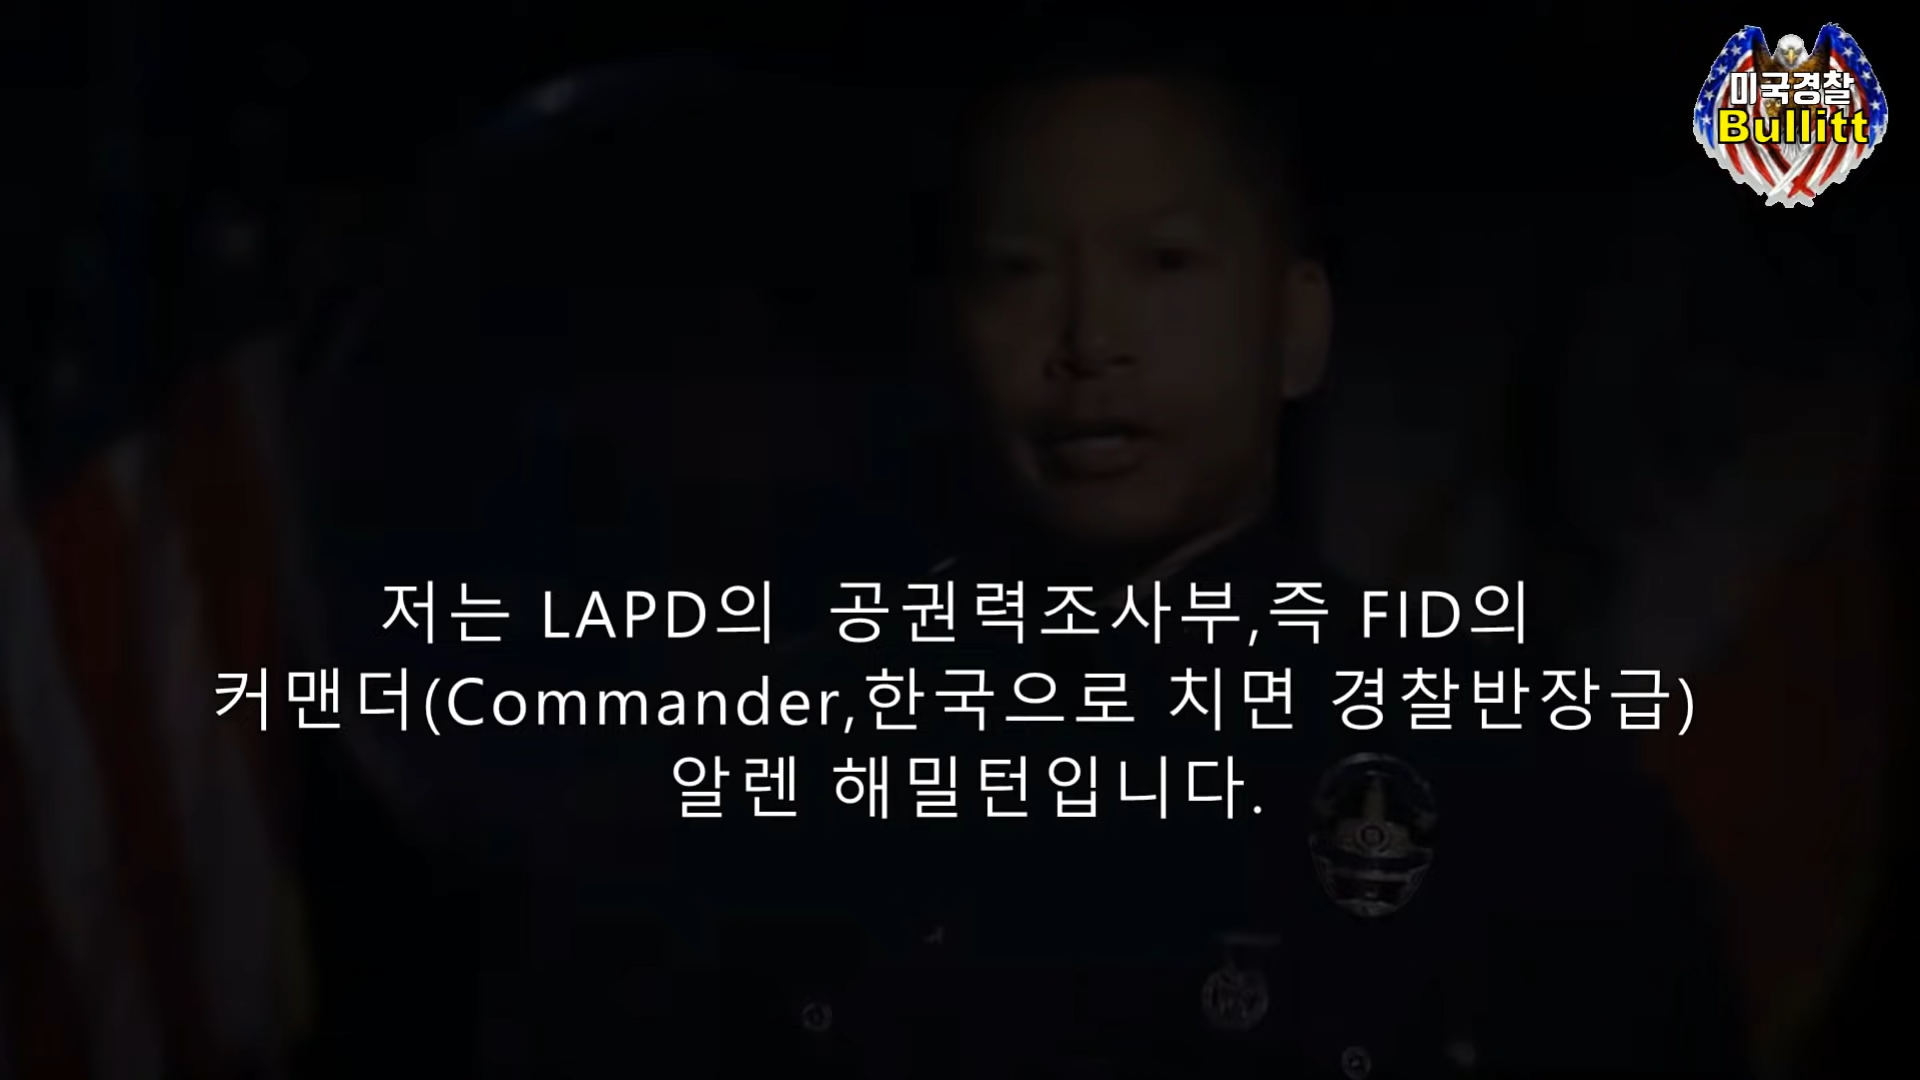 미국경찰
Bullitt
저는 LAPD의 공권력조사부,즉 FID의
커맨더(Commander,한국으로 치면 경찰반장급)
알렌 해밀턴입니다.